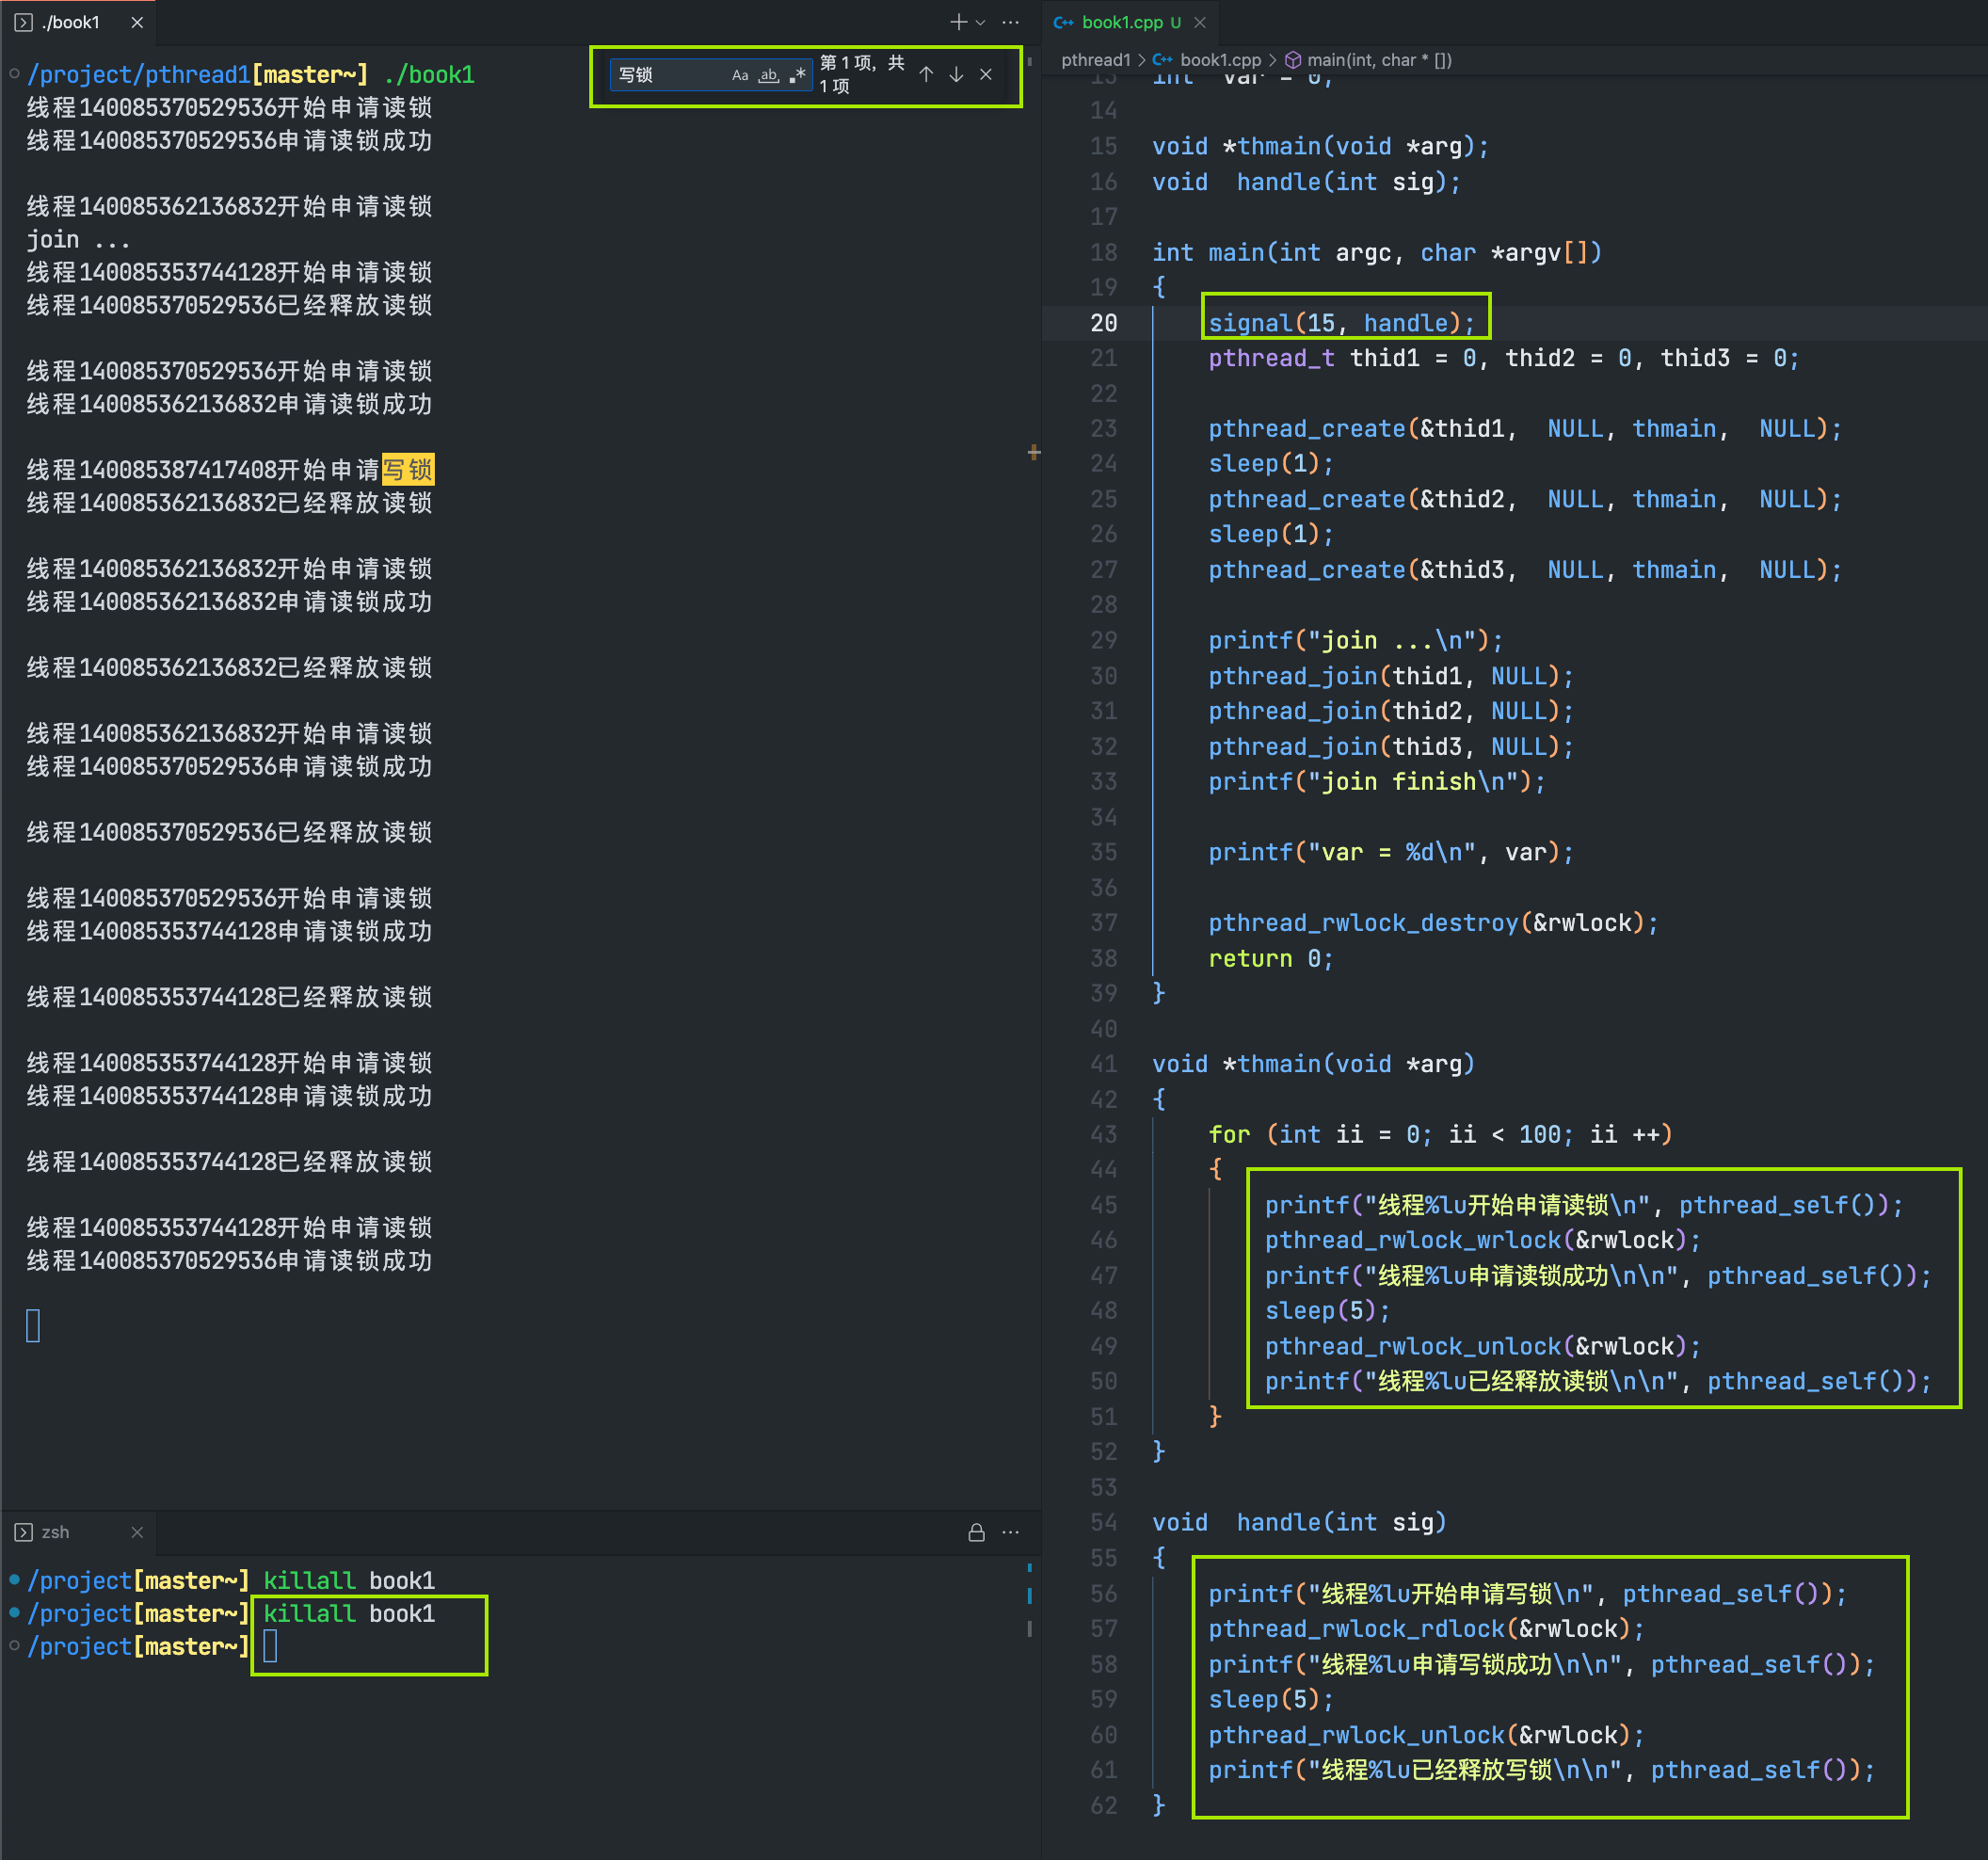 ./book1
/project/pthread1[master~] ./book1
写锁 Aa ab .* 第 1 项, 共 1 项
线程140085370529536开始申请读锁
线程140085370529536申请读锁成功
线程140085362136832开始申请读锁
join ...
线程140085353744128开始申请读锁
线程140085370529536已经释放读锁
线程140085370529536开始申请读锁
线程140085362136832申请读锁成功
线程140085387417408开始申请写锁
线程140085362136832已经释放读锁
线程140085362136832开始申请读锁
线程140085362136832申请读锁成功
线程140085362136832已经释放读锁
线程140085362136832开始申请读锁
线程140085370529536申请读锁成功
线程140085370529536已经释放读锁
线程140085370529536开始申请读锁
线程140085353744128申请读锁成功
线程140085353744128已经释放读锁
线程140085353744128开始申请读锁
线程140085353744128申请读锁成功
线程140085353744128已经释放读锁
线程140085353744128开始申请读锁
线程140085370529536申请读锁成功
zsh
/project[master~] killall book1
/project[master~] killall book1
/project[master~]
C++ book1.cpp U
pthread1 > C++ book1.cpp > main(int, char * [])
13 int  var = 0;
14
15 void *thmain(void *arg);
16 void  handle(int sig);
17
18 int main(int argc, char *argv[])
19 {
20     signal(15, handle);
21     pthread_t thid1 = 0, thid2 = 0, thid3 = 0;
22
23     pthread_create(&thid1,  NULL, thmain,  NULL);
24     sleep(1);
25     pthread_create(&thid2,  NULL, thmain,  NULL);
26     sleep(1);
27     pthread_create(&thid3,  NULL, thmain,  NULL);
28
29     printf("join ...\n");
30     pthread_join(thid1, NULL);
31     pthread_join(thid2, NULL);
32     pthread_join(thid3, NULL);
33     printf("join finish\n");
34
35     printf("var = %d\n", var);
36
37     pthread_rwlock_destroy(&rwlock);
38     return 0;
39 }
40
41 void *thmain(void *arg)
42 {
43     for (int ii = 0; ii < 100; ii ++)
44     {
45         printf("线程%lu开始申请读锁\n", pthread_self());
46         pthread_rwlock_wrlock(&rwlock);
47         printf("线程%lu申请读锁成功\n\n", pthread_self());
48         sleep(5);
49         pthread_rwlock_unlock(&rwlock);
50         printf("线程%lu已经释放读锁\n\n", pthread_self());
51     }
52 }
53
54 void  handle(int sig)
55 {
56     printf("线程%lu开始申请写锁\n", pthread_self());
57     pthread_rwlock_rdlock(&rwlock);
58     printf("线程%lu申请写锁成功\n\n", pthread_self());
59     sleep(5);
60     pthread_rwlock_unlock(&rwlock);
61     printf("线程%lu已经释放写锁\n\n", pthread_self());
62 }